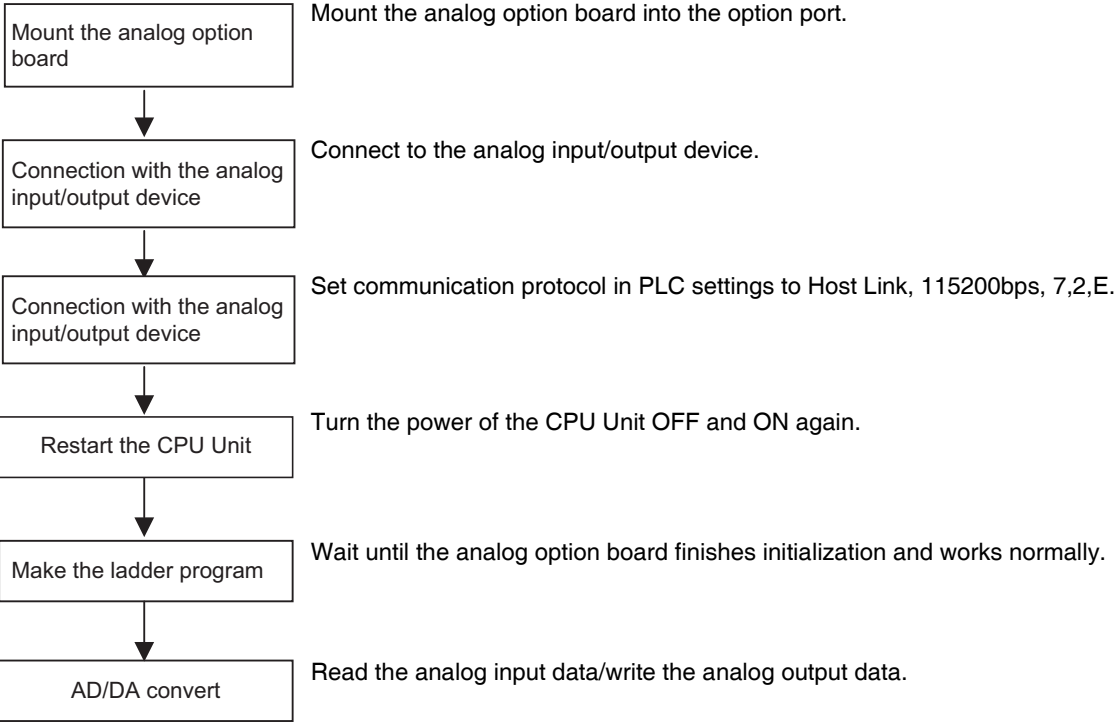 Mount the analog option
board
Mount the analog option board into the option port.
Connection with the analog
input/output device
Connect to the analog input/output device.
Connection with the analog
input/output device
Set communication protocol in PLC settings to Host Link, 115200bps, 7,2,E.
Restart the CPU Unit
Turn the power of the CPU Unit OFF and ON again.
Make the ladder program
Wait until the analog option board finishes initialization and works normally.
AD/DA convert
Read the analog input data/write the analog output data.